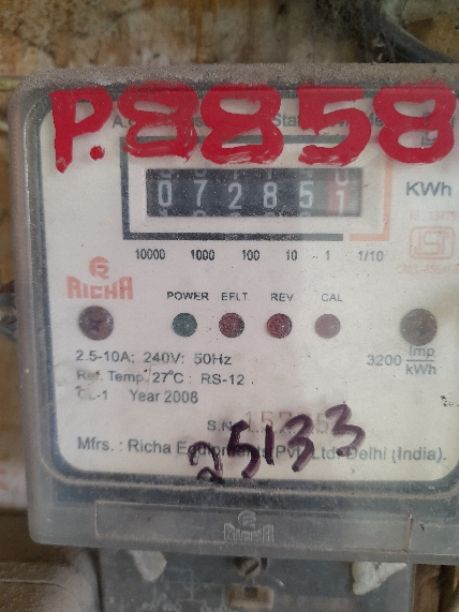 P.8858
072851
KWh
10000 1000 100 10 1 1/10
RICHA
POWER EFLT. REV CAL
2.5-10A; 240V; 50Hz
3200 Imp/kWh
Ref. Temp. 27°C : RS-12
CL-1 Year 2008
S.N.
25133
Mfrs. : Richa Equipments Pvt. Ltd. Delhi (India).
RICHA